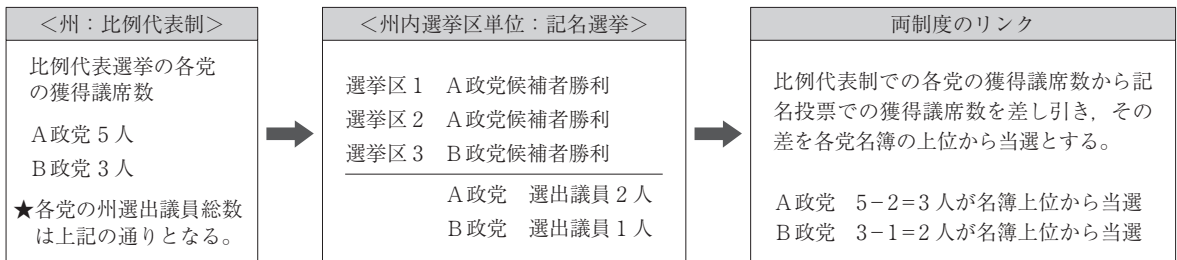 ＜州：比例代表制＞
比例代表選挙の各党
の獲得議席数
A政党 5 人
B政党 3 人
★各党の州選出議員総数
は上記の通りとなる。
＜州内選挙区単位：記名選挙＞
選挙区 1　A政党候補者勝利
選挙区 2　A政党候補者勝利
選挙区 3　B政党候補者勝利
A政党　選出議員 2 人
B政党　選出議員 1 人
両制度のリンク
比例代表制での各党の獲得議席数から記
名投票での獲得議席数を差し引き，その
差を各党名簿の上位から当選とする。
A政党　5－2＝3 人が名簿上位から当選
B政党　3－1＝2 人が名簿上位から当選